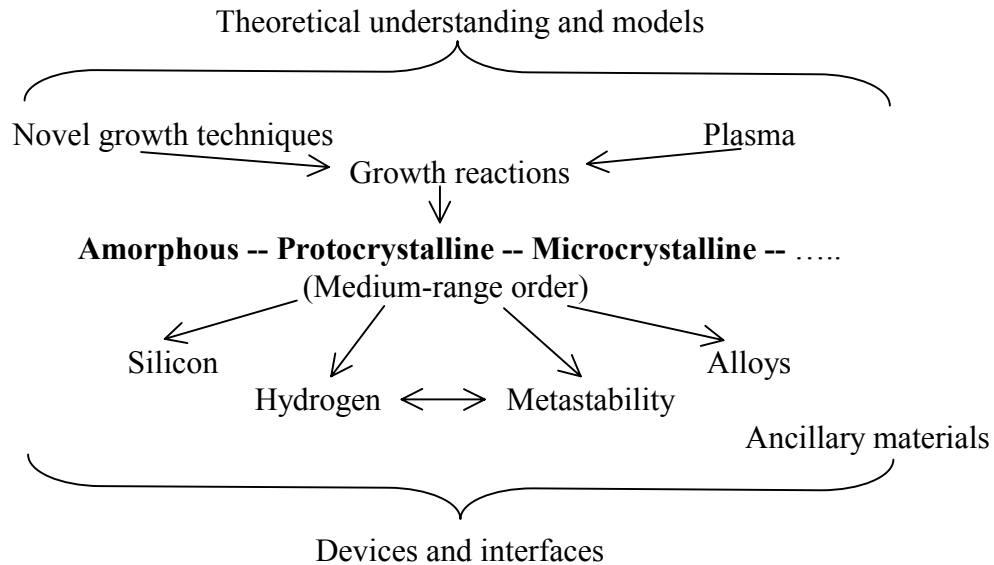 Theoretical understanding and models
Novel growth techniques
Plasma
Growth reactions
Amorphous -- Protocrystalline -- Microcrystalline -- …..
(Medium-range order)
Silicon
Alloys
Hydrogen
Metastability
Ancillary materials
Devices and interfaces